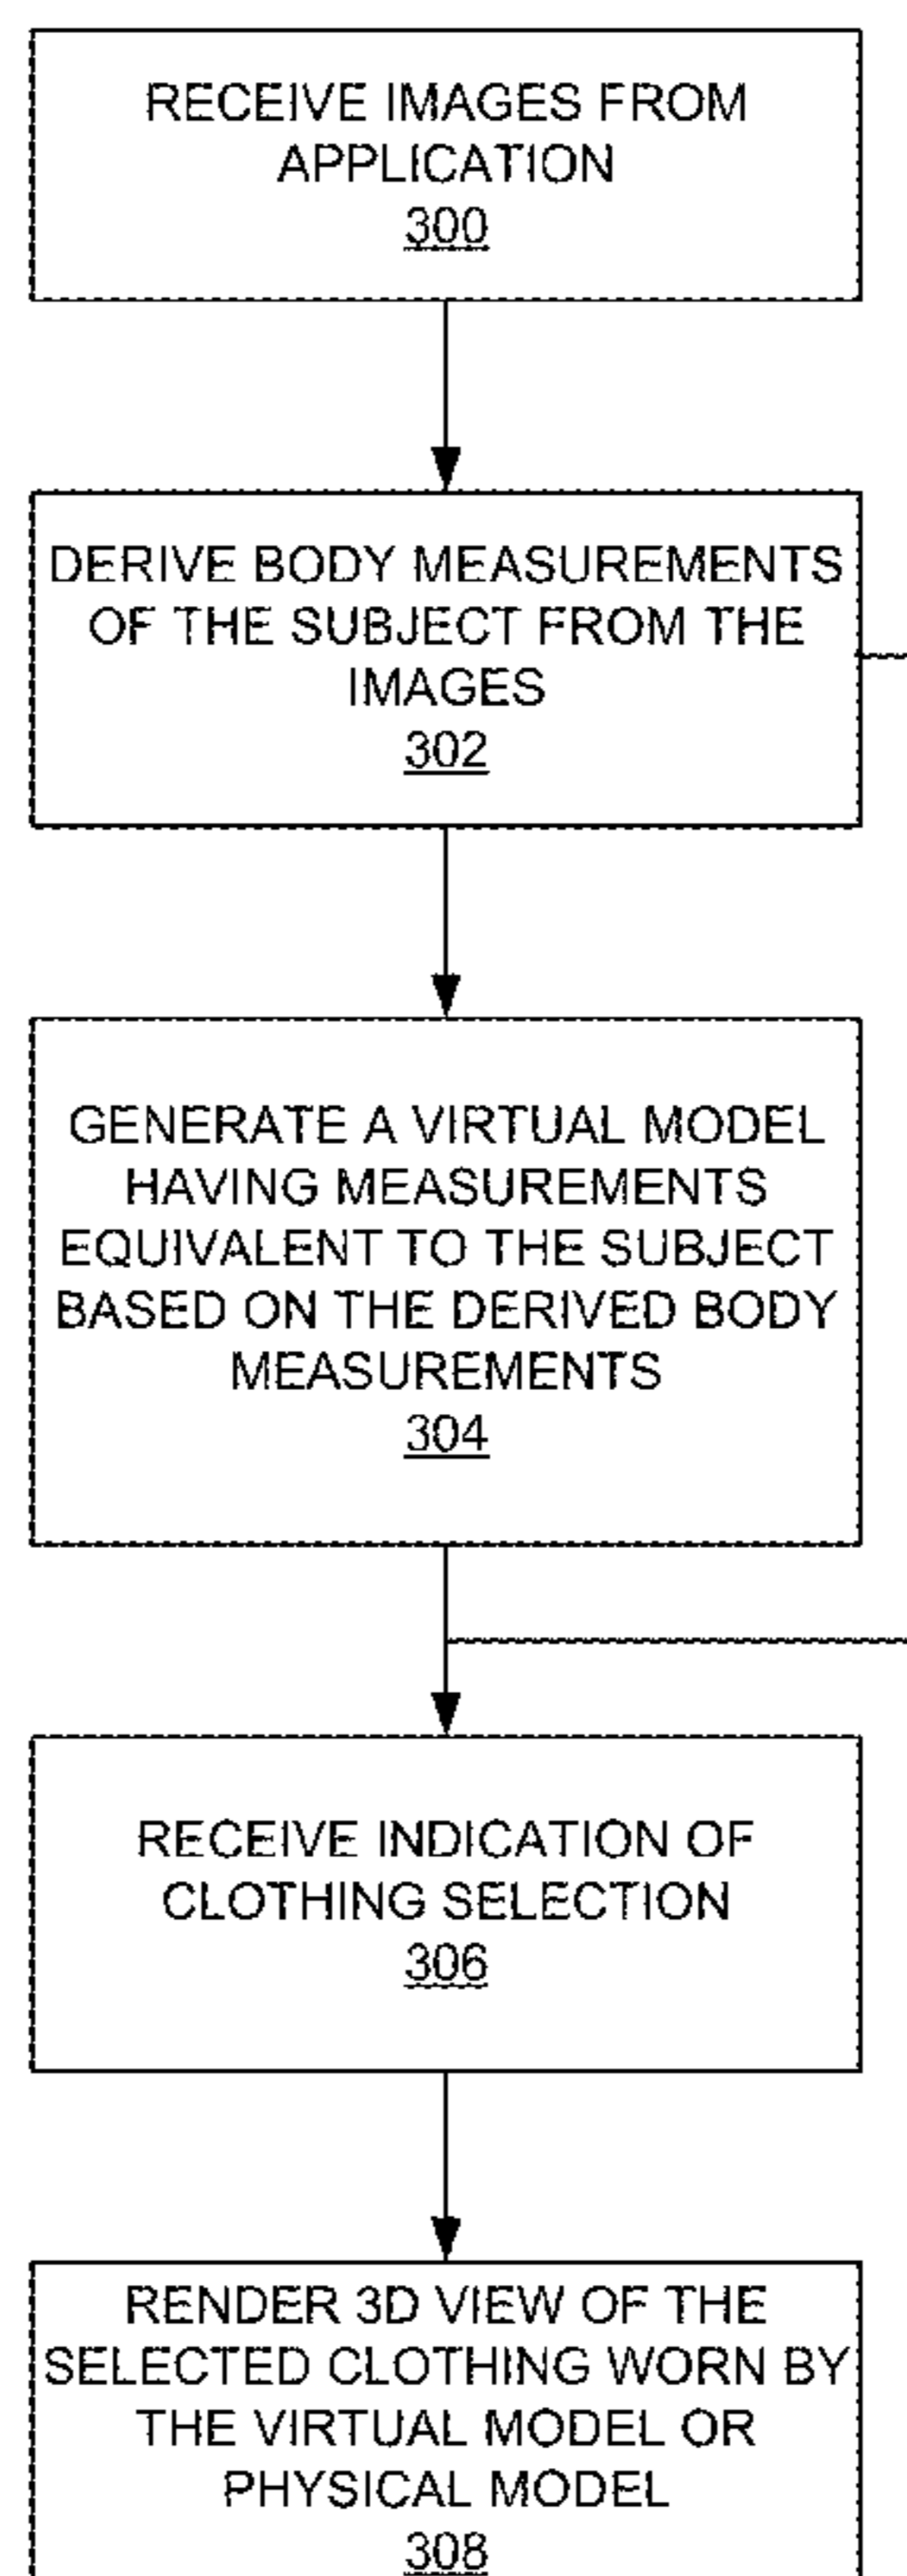 RECEIVE IMAGES FROM
APPLICATION
300
DERIVE BODY MEASUREMENTS
OF THE SUBJECT FROM THE
IMAGES
302
GENERATE A VIRTUAL MODEL
HAVING MEASUREMENTS
EQUIVALENT TO THE SUBJECT
BASED ON THE DERIVED BODY
MEASUREMENTS
304
RECEIVE INDICATION OF
CLOTHING SELECTION
306
RENDER 3D VIEW OF THE
SELECTED CLOTHING WORN BY
THE VIRTUAL MODEL OR
PHYSICAL MODEL
308